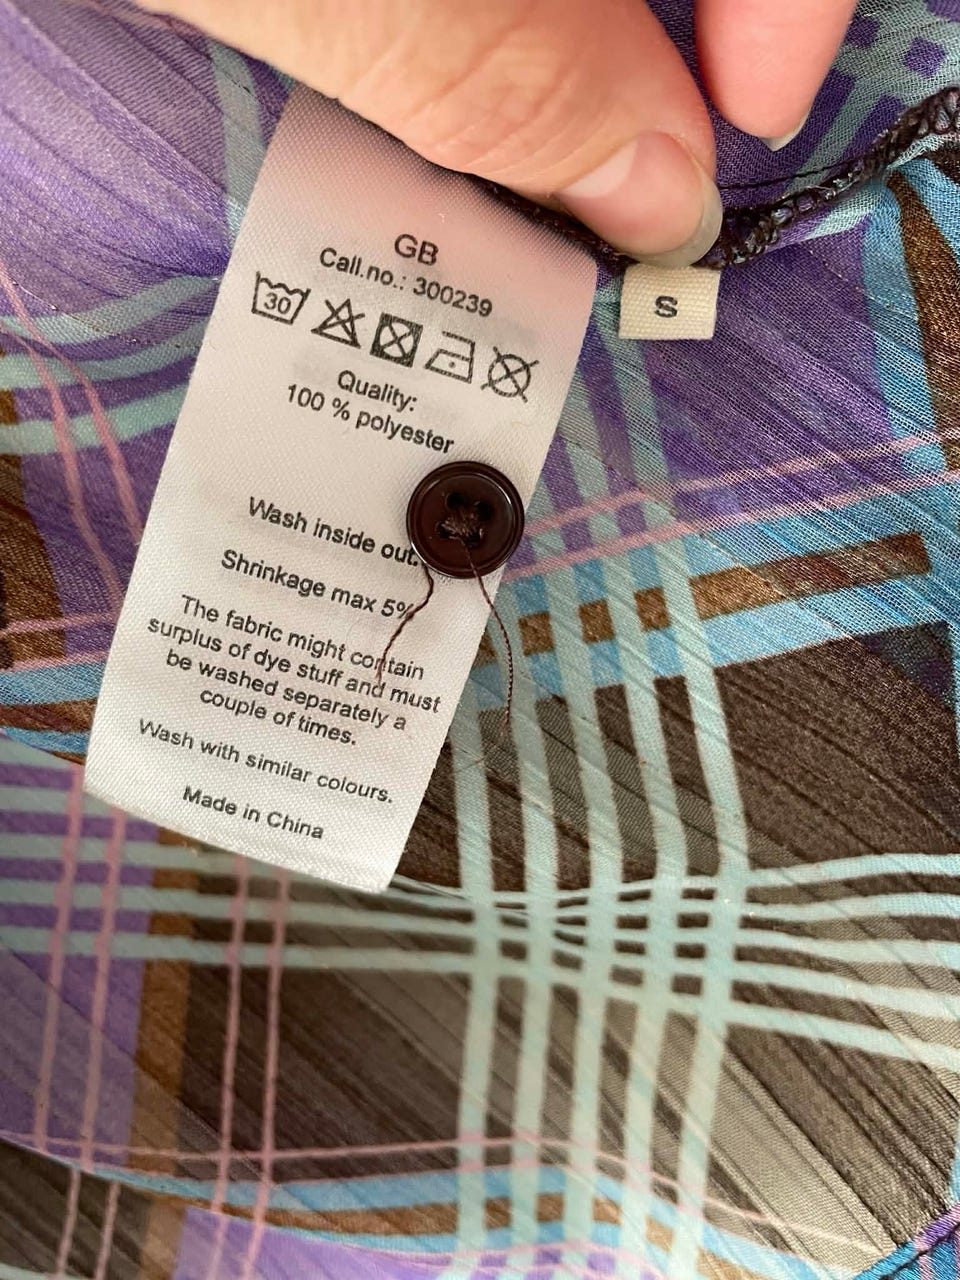 GB
Call.no.: 300239
30
S
Quality:
100 % polyester
Wash inside out.
Shrinkage max 5%
The fabric might contain
surplus of dye stuff and must
be washed separately a
couple of times.
Wash with similar colours.
Made in China